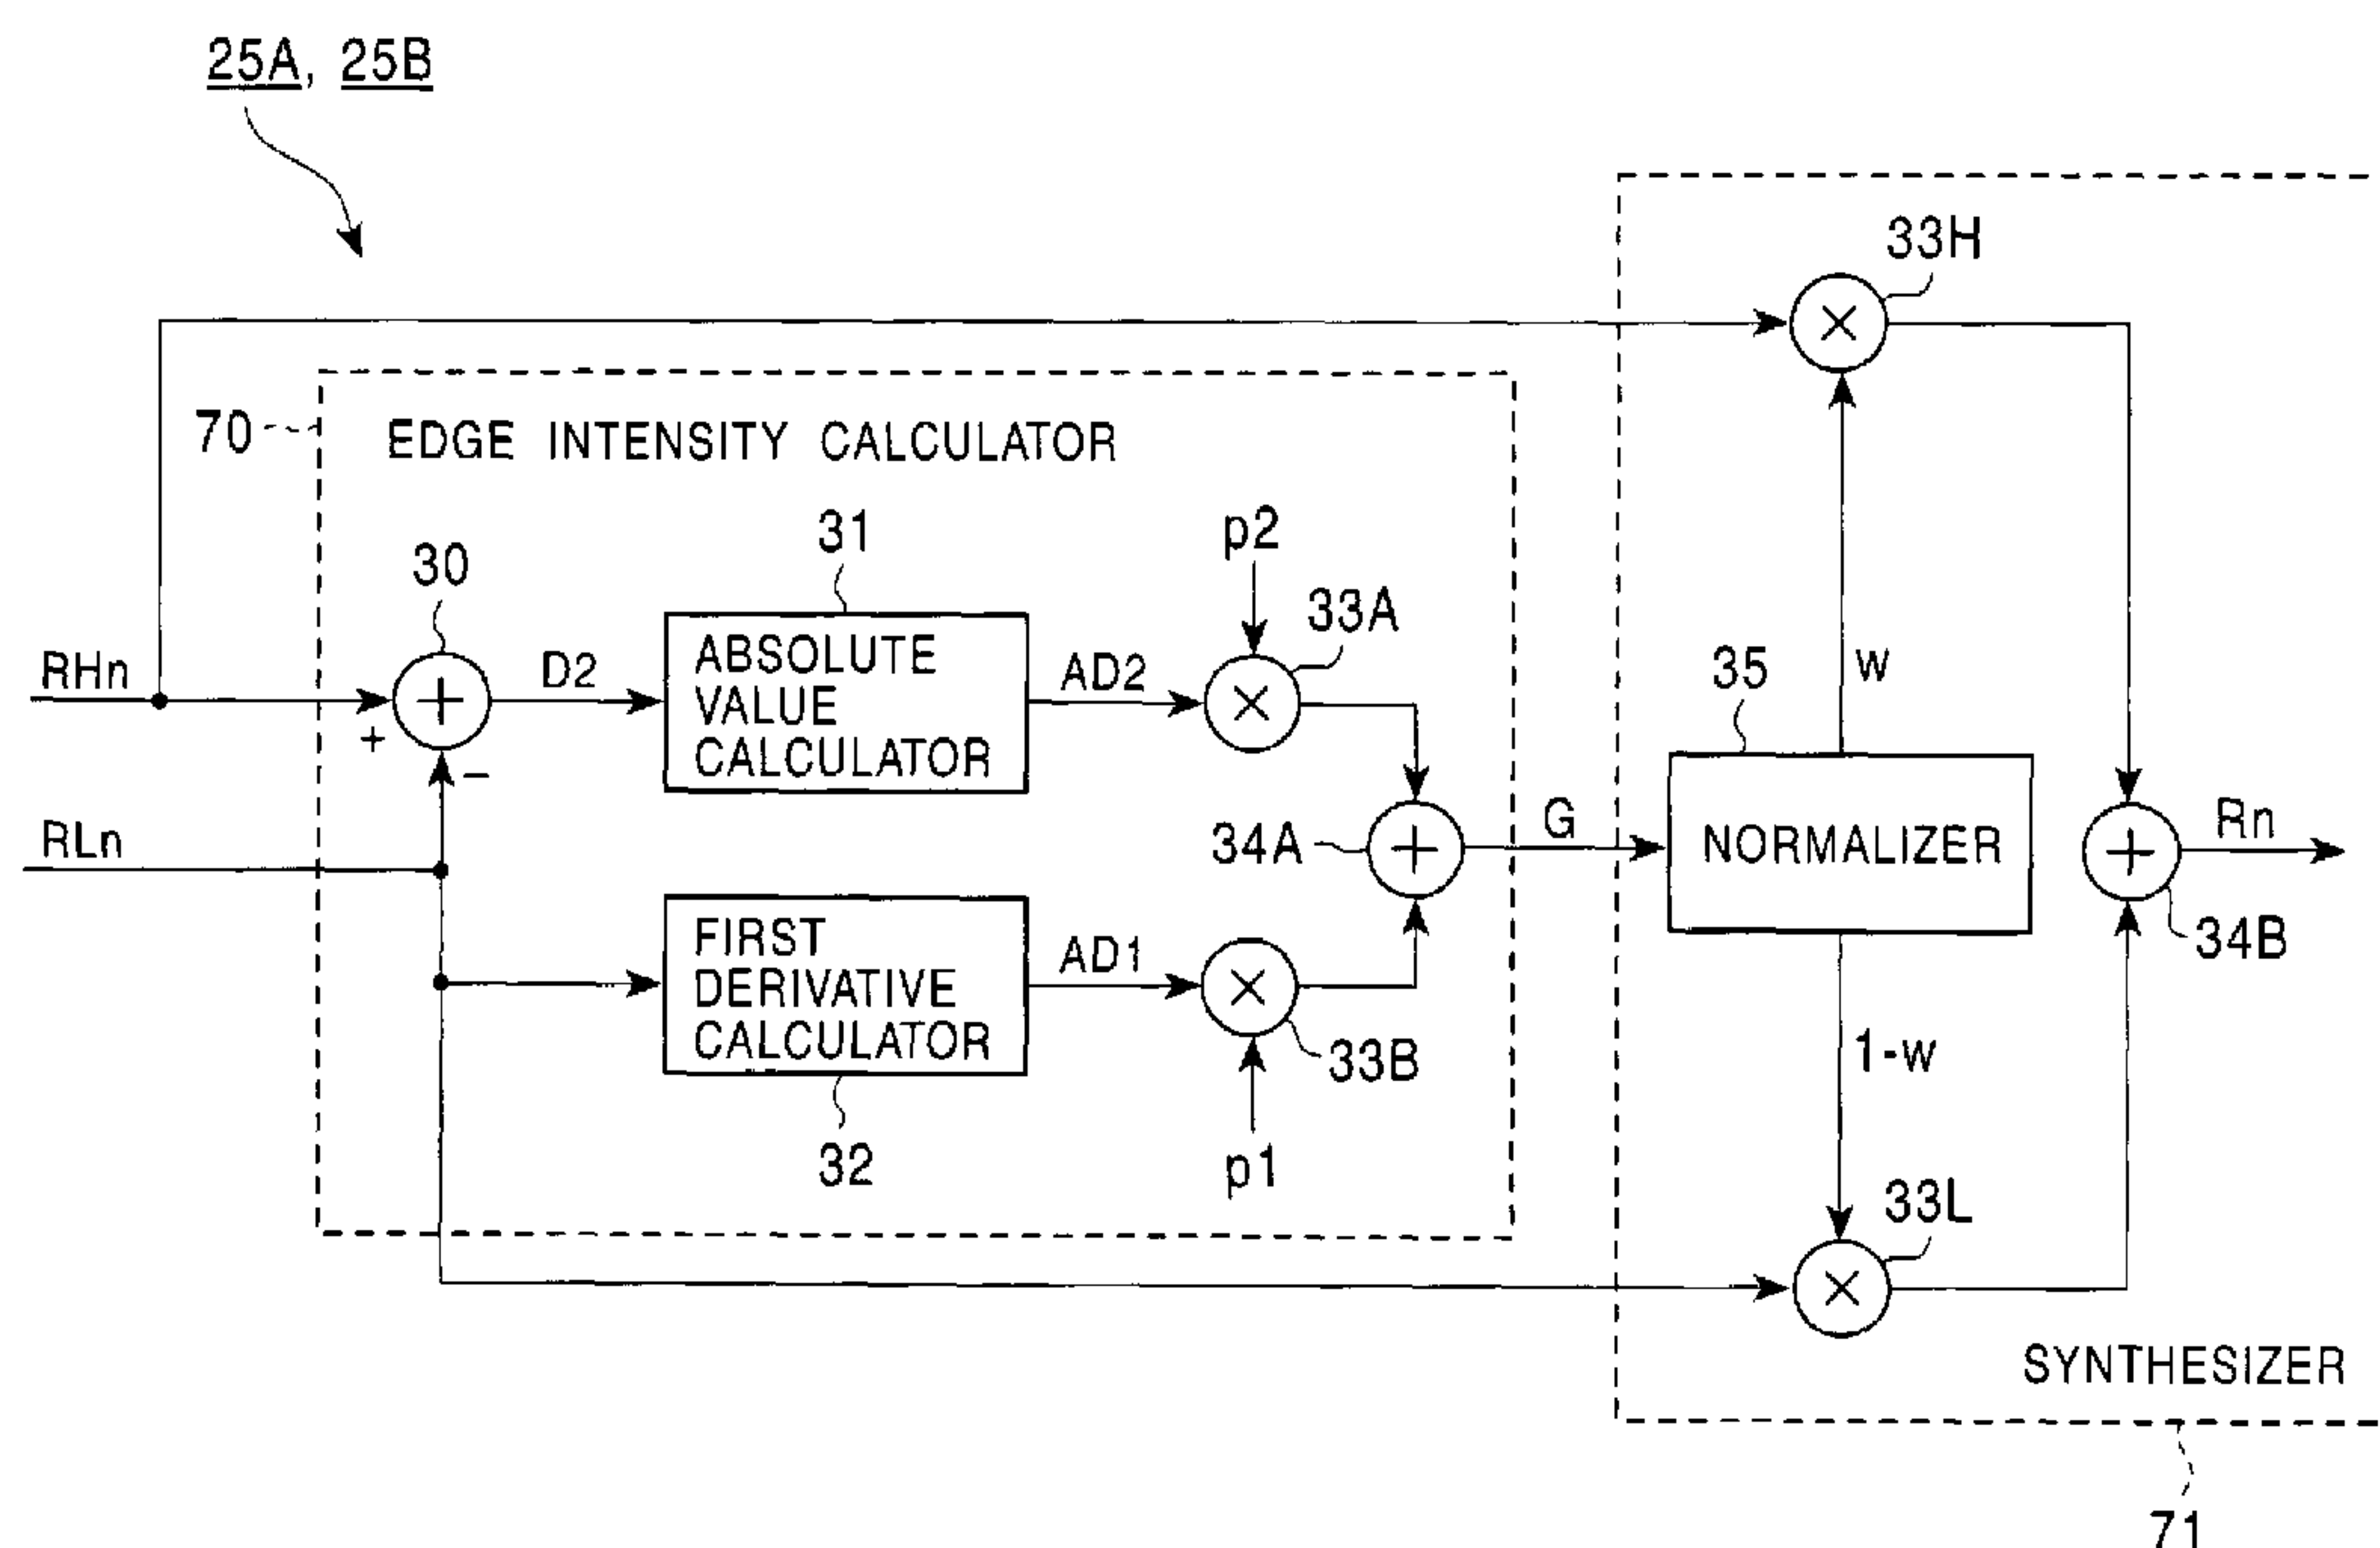 25A, 25B
33H
70
EDGE INTENSITY CALCULATOR
31
p2
30
33A
RHn
D2
ABSOLUTE
VALUE
CALCULATOR
AD2
35
w
+
−
RLn
34A
G
NORMALIZER
Rn
FIRST
DERIVATIVE
CALCULATOR
AD1
34B
33B
1-w
32
p1
33L
SYNTHESIZER
71